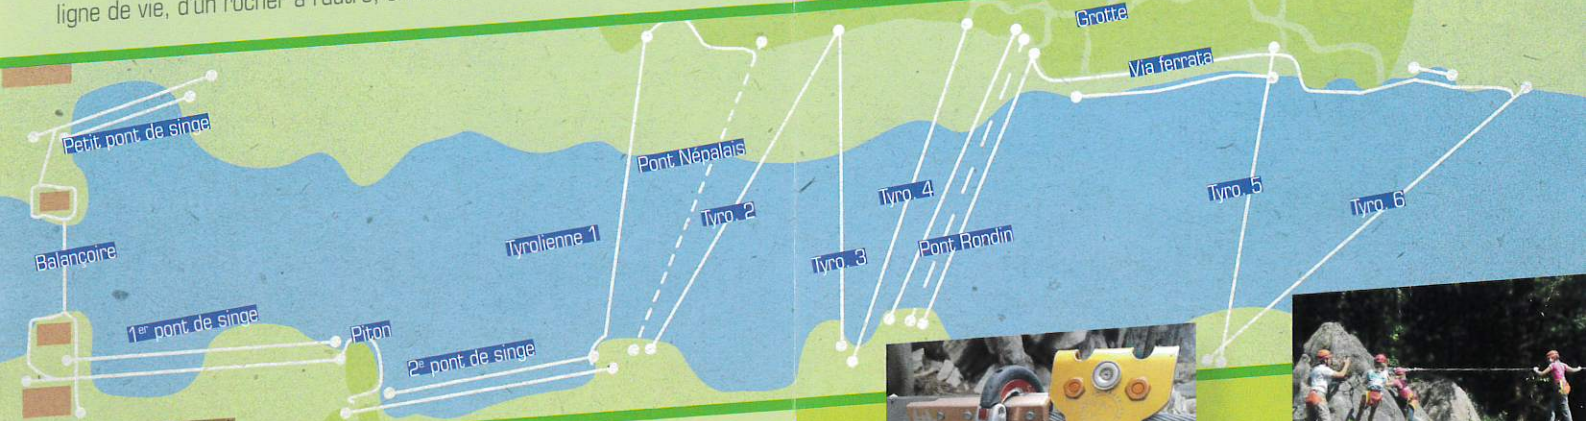 ligne de vie, d'un rocher à l'autre,
Grotte
Via ferrata
Petit pont de singe
Pont Népalais
Tyro. 2
Tyro. 4
Tyro. 5
Tyro. 6
Tyrolienne 1
Pont Rondin
Balançoire
Tyro. 3
1er pont de singe
Piton
2e pont de singe